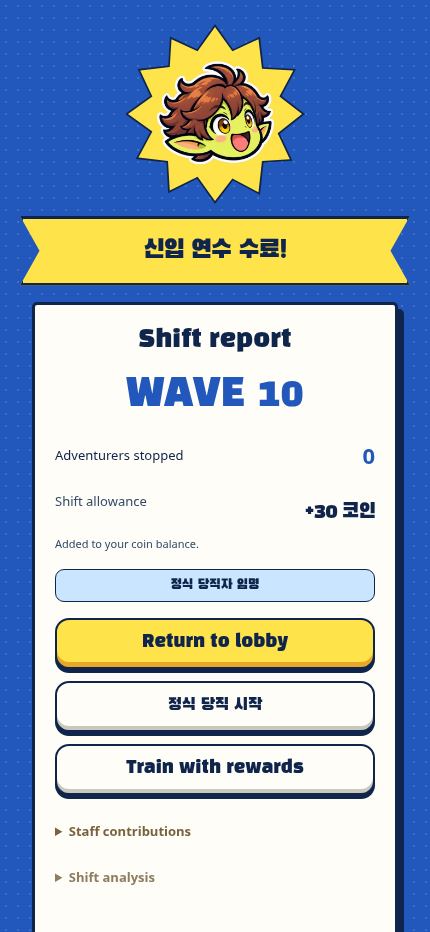 신입 연수 수료!
Shift report
WAVE 10
Adventurers stopped 0
Shift allowance +30 코인
Added to your coin balance.
정식 당직자 임명
Return to lobby
정식 당직 시작
Train with rewards
▶ Staff contributions
▶ Shift analysis